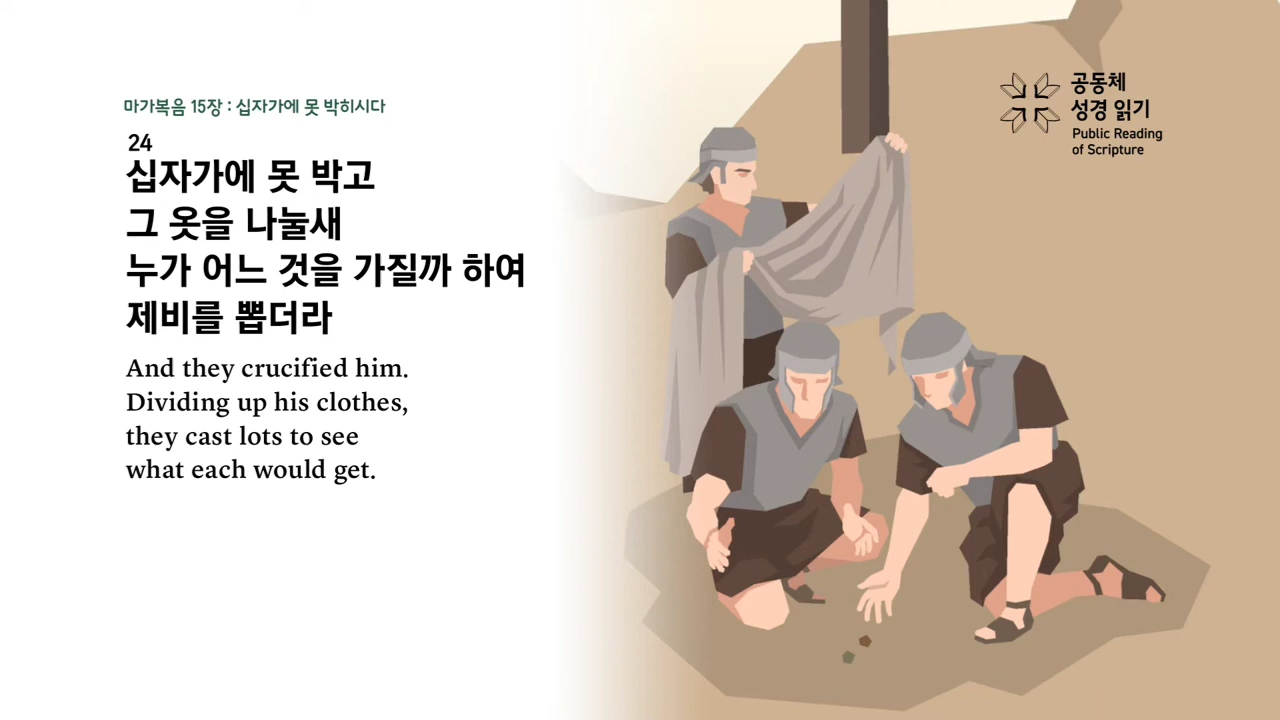 마가복음 15장 : 십자가에 못 박히시다
24
십자가에 못 박고
그 옷을 나눌새
누가 어느 것을 가질까 하여
제비를 뽑더라
And they crucified him.
Dividing up his clothes,
they cast lots to see
what each would get.
공동체
성경 읽기
Public Reading
of Scripture